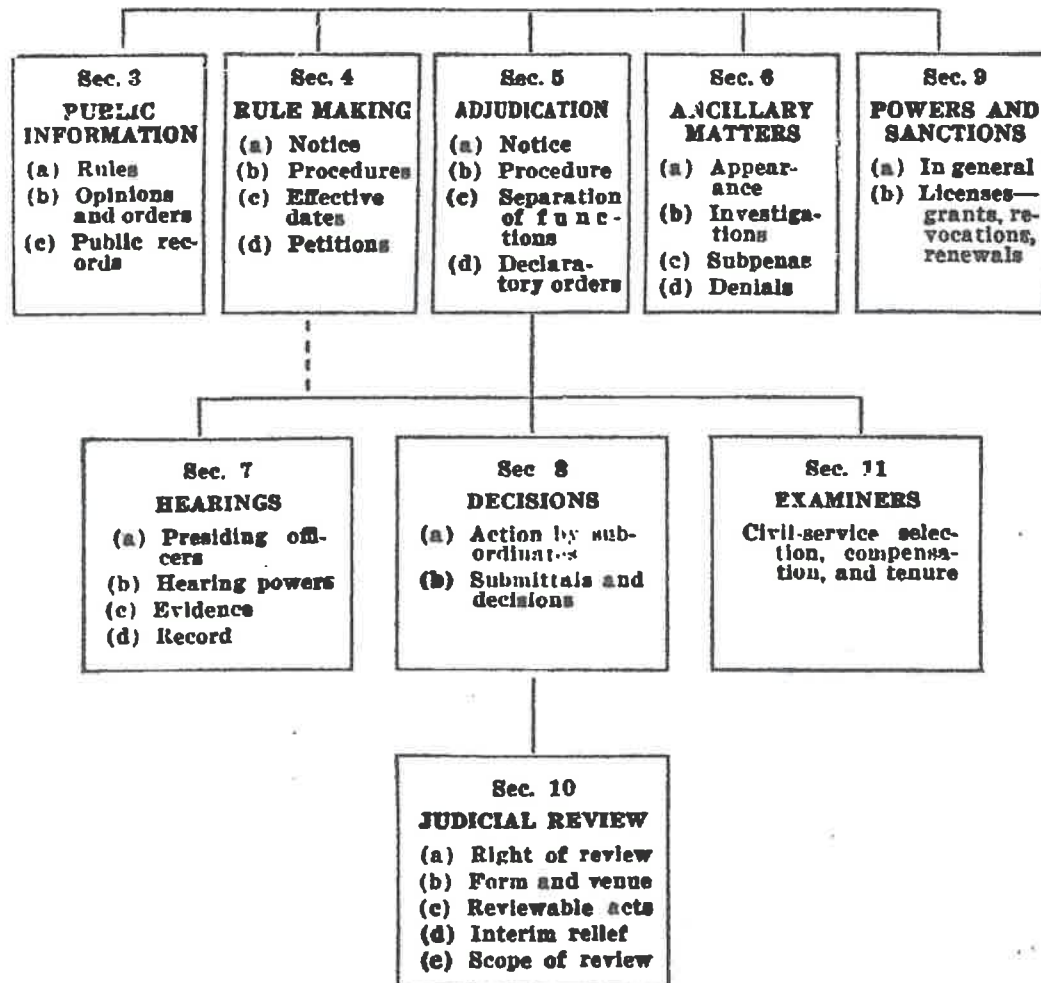 Sec. 3
PUBLIC
INFORMATION
(a) Rules
(b) Opinions
and orders
(c) Public rec-
ords
Sec. 4
RULE MAKING
(a) Notice
(b) Procedures
(c) Effective
dates
(d) Petitions
Sec. 5
ADJUDICATION
(a) Notice
(b) Procedure
(c) Separation
of func-
tions
(d) Declara-
tory orders
Sec. 6
ANCILLARY
MATTERS
(a) Appear-
ance
(b) Investiga-
tions
(c) Subpenas
(d) Denials
Sec. 9
POWERS AND
SANCTIONS
(a) In general
(b) Licenses—
grants, re-
vocations,
renewals
Sec. 7
HEARINGS
(a) Presiding offi-
cers
(b) Hearing powers
(c) Evidence
(d) Record
Sec 8
DECISIONS
(a) Action by sub-
ordinates
(b) Submittals and
decisions
Sec. 11
EXAMINERS
Civil-service selec-
tion, compensa-
tion, and tenure
Sec. 10
JUDICIAL REVIEW
(a) Right of review
(b) Form and venue
(c) Reviewable acts
(d) Interim relief
(e) Scope of review